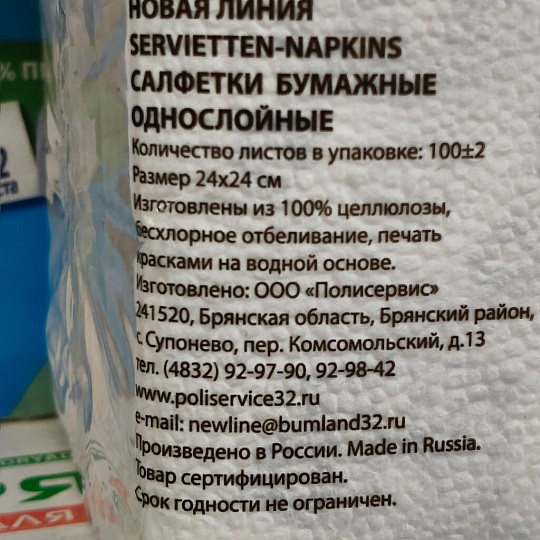 НОВАЯ ЛИНИЯ
SERVIETTEN-NAPKINS
САЛФЕТКИ БУМАЖНЫЕ
ОДНОСЛОЙНЫЕ
Количество листов в упаковке: 100±2
Размер 24x24 см
Изготовлены из 100% целлюлозы,
бесхлорное отбеливание, печать
красками на водной основе.
Изготовлено: ООО «Полисервис»
241520, Брянская область, Брянский район,
с. Супонево, пер. Комсомольский, д.13
тел. (4832) 92-97-90, 92-98-42
www.poliservice32.ru
e-mail: newline@bumland32.ru
Произведено в России. Made in Russia.
Товар сертифицирован.
Срок годности не ограничен.